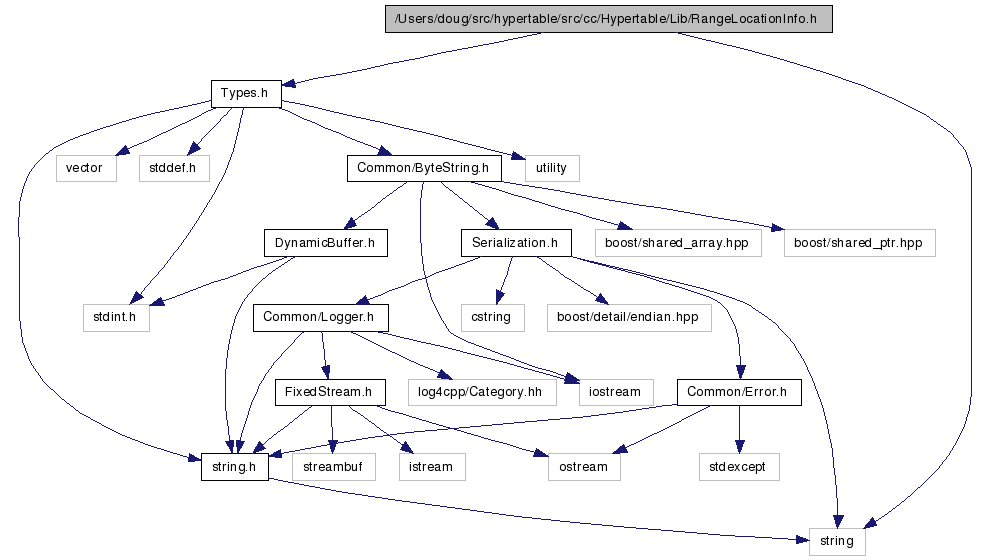 /Users/doug/src/hypertable/src/cc/Hypertable/Lib/RangeLocationInfo.h
Types.h
vector
stddef.h
Common/ByteString.h
utility
DynamicBuffer.h
Serialization.h
boost/shared_array.hpp
boost/shared_ptr.hpp
stdint.h
Common/Logger.h
cstring
boost/detail/endian.hpp
FixedStream.h
log4cpp/Category.hh
iostream
Common/Error.h
string.h
streambuf
istream
ostream
stdexcept
string